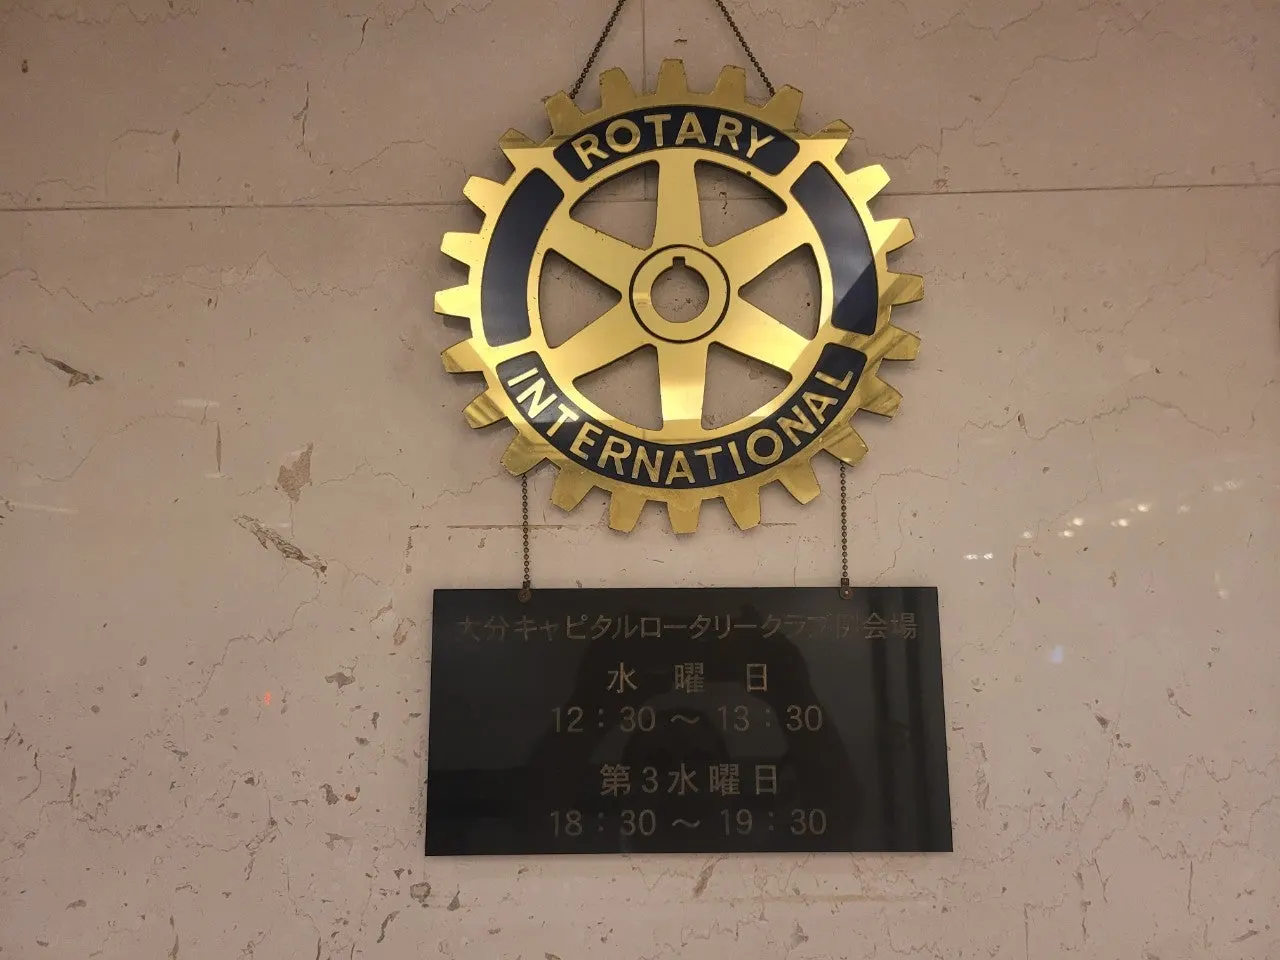 ROTARY
INTERNATIONAL
大分キャピタルロータリークラブ例会場
水曜日
12：30～13：30
第3水曜日
18：30～19：30